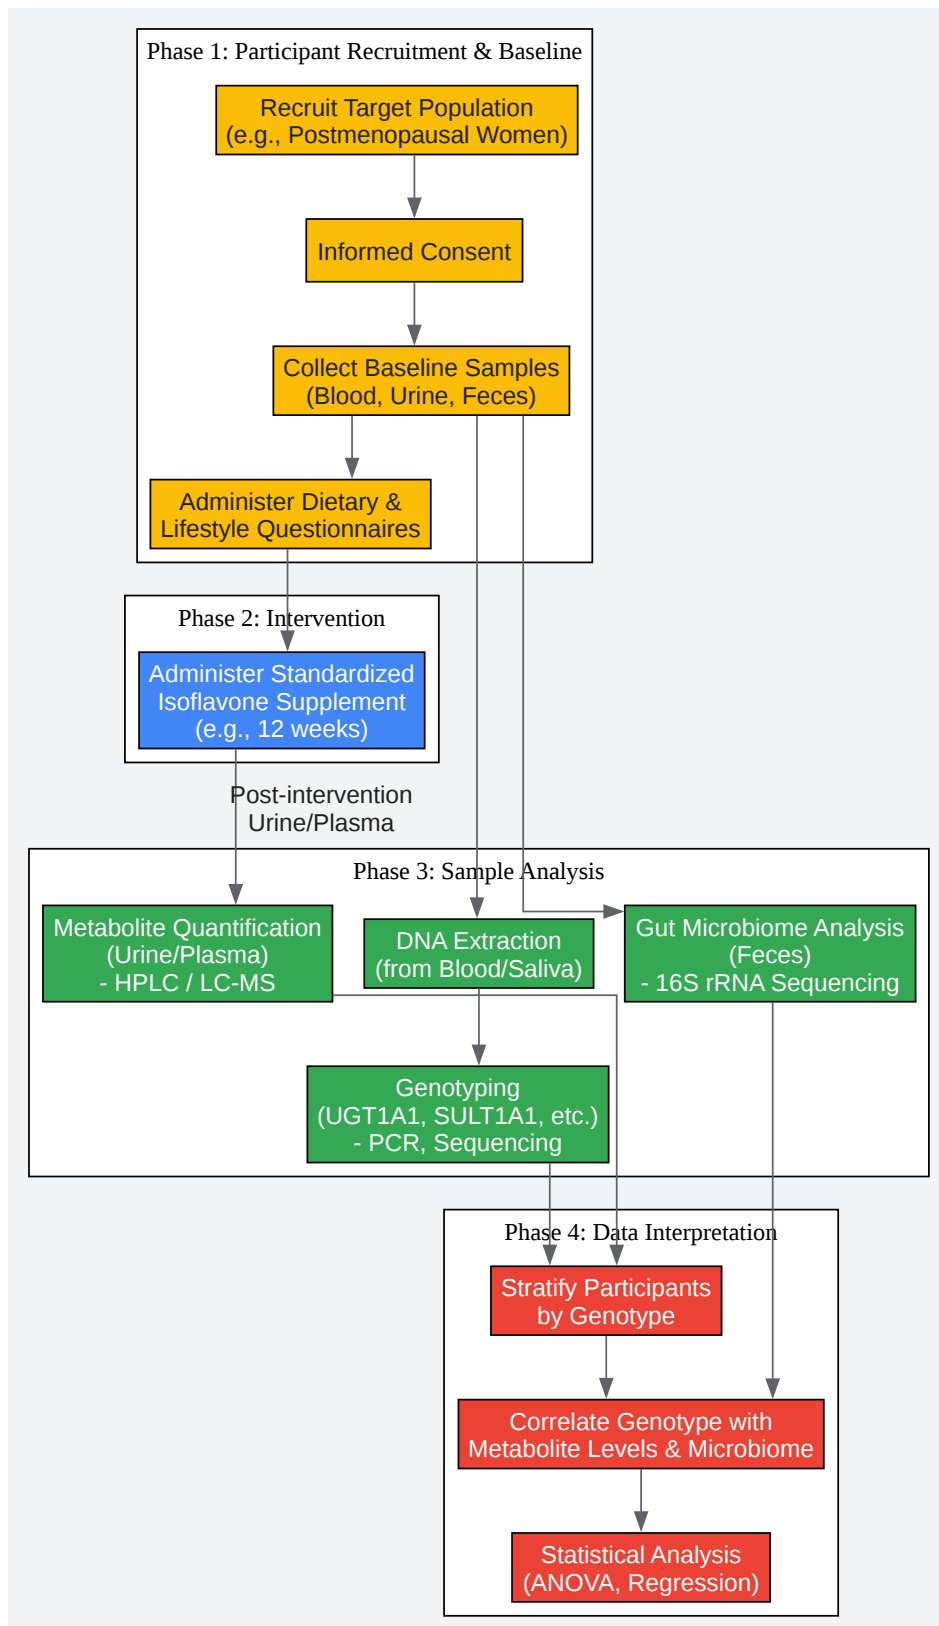 Phase 1: Participant Recruitment & Baseline
Recruit Target Population
(e.g., Postmenopausal Women)
Informed Consent
Collect Baseline Samples
(Blood, Urine, Feces)
Administer Dietary &
Lifestyle Questionnaires
Phase 2: Intervention
Administer Standardized
Isoflavone Supplement
(e.g., 12 weeks)
Post-intervention
Urine/Plasma
Phase 3: Sample Analysis
Metabolite Quantification
(Urine/Plasma)
- HPLC / LC-MS
DNA Extraction
(from Blood/Saliva)
Gut Microbiome Analysis
(Feces)
- 16S rRNA Sequencing
Genotyping
(UGT1A1, SULT1A1, etc.)
- PCR, Sequencing
Phase 4: Data Interpretation
Stratify Participants
by Genotype
Correlate Genotype with
Metabolite Levels & Microbiome
Statistical Analysis
(ANOVA, Regression)